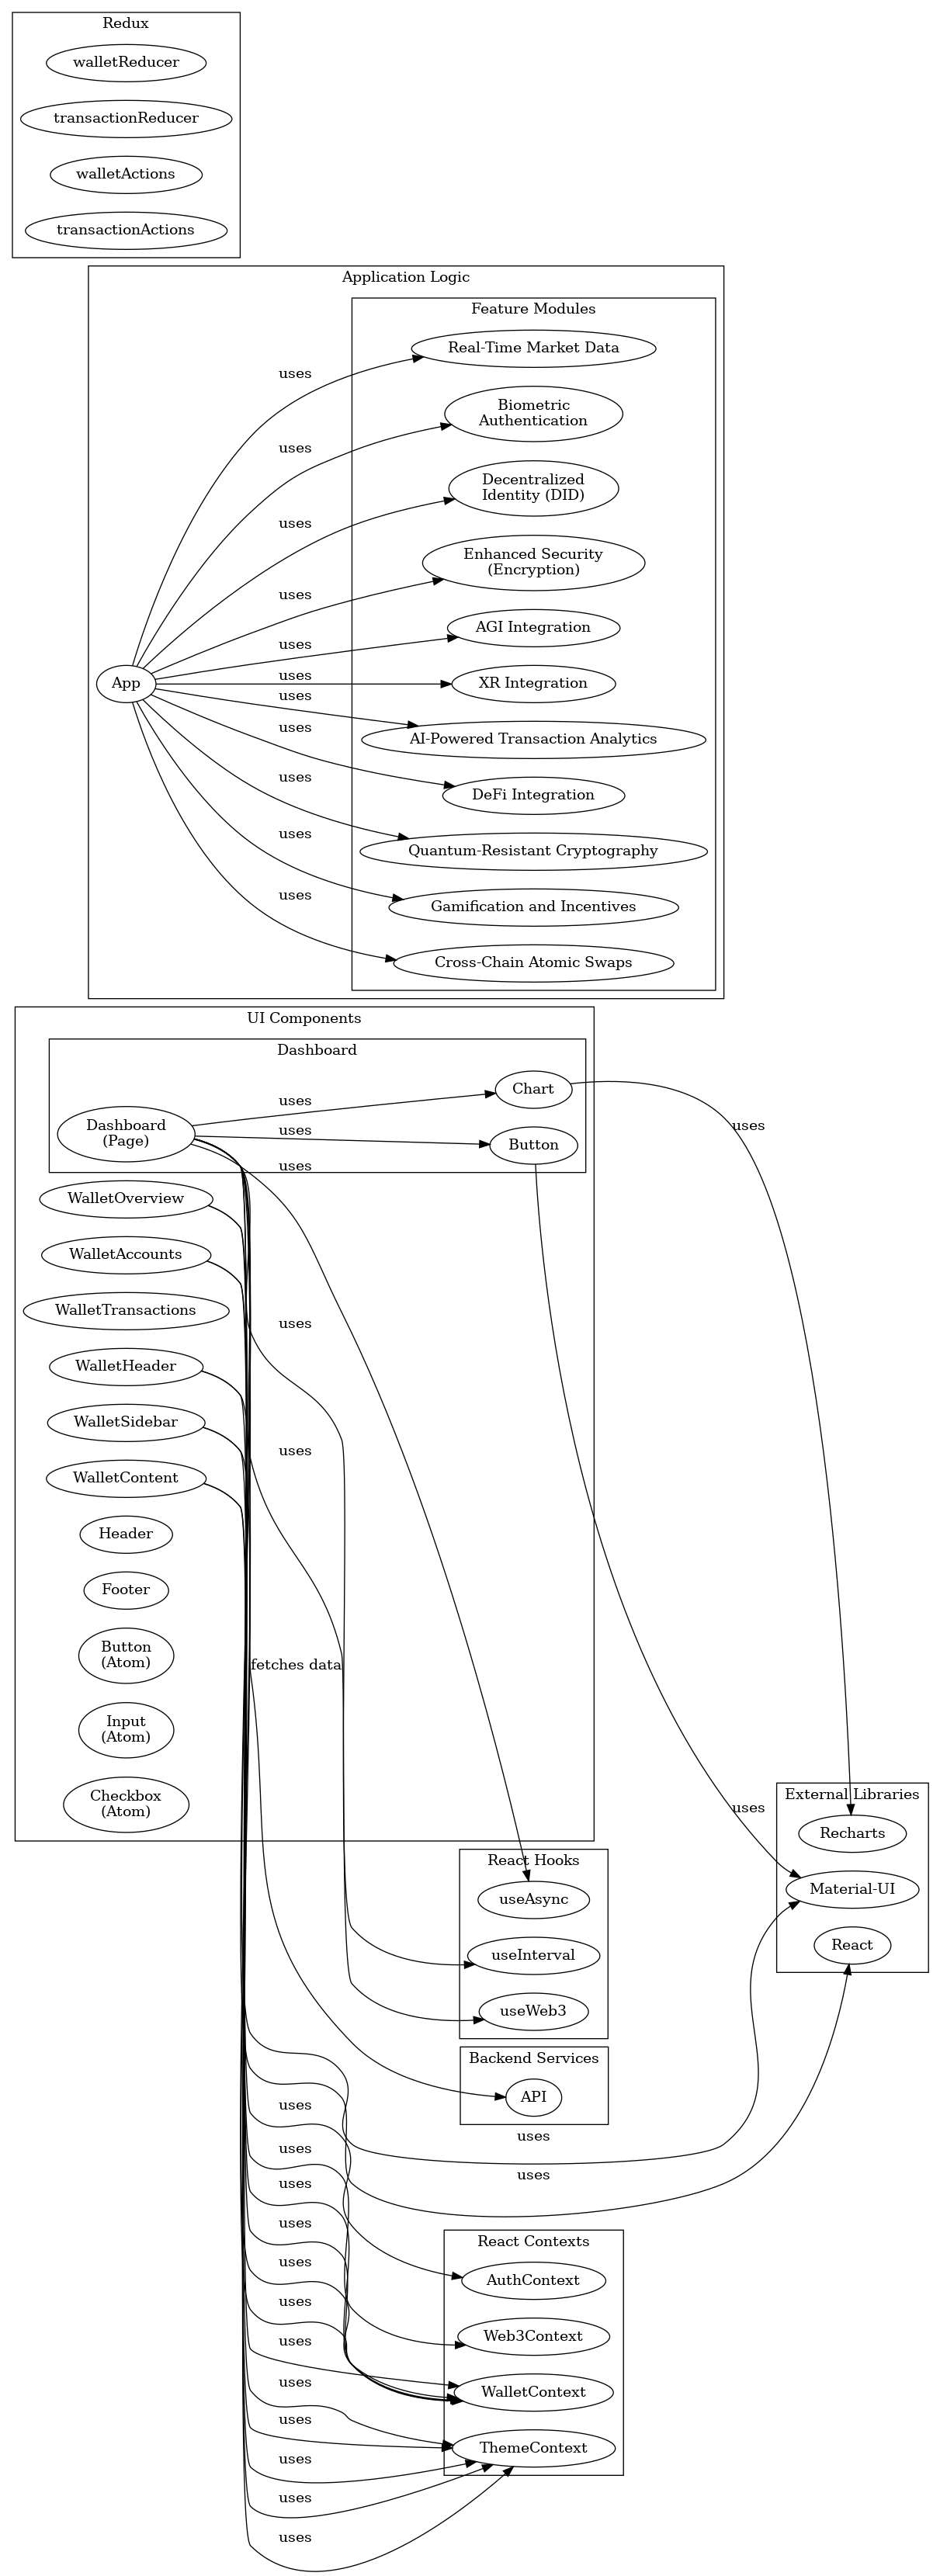 Redux
walletReducer
transactionReducer
walletActions
transactionActions
Application Logic
Feature Modules
Real-Time Market Data
uses
Biometric
Authentication
uses
Decentralized
Identity (DID)
uses
Enhanced Security
(Encryption)
uses
AGI Integration
uses
App
uses
XR Integration
uses
AI-Powered Transaction Analytics
uses
DeFi Integration
uses
Quantum-Resistant Cryptography
uses
Gamification and Incentives
uses
Cross-Chain Atomic Swaps
UI Components
Dashboard
Chart
uses
Dashboard
(Page)
uses
Button
uses
uses
WalletOverview
WalletAccounts
WalletTransactions
uses
WalletHeader
WalletSidebar
uses
WalletContent
Header
Footer
Button
(Atom)
fetches data
Input
(Atom)
Checkbox
(Atom)
uses
External Libraries
Recharts
Material-UI
React
React Hooks
useAsync
useInterval
useWeb3
Backend Services
API
uses
uses
uses
uses
uses
uses
uses
uses
uses
uses
uses
uses
uses
uses
React Contexts
AuthContext
Web3Context
WalletContext
ThemeContext